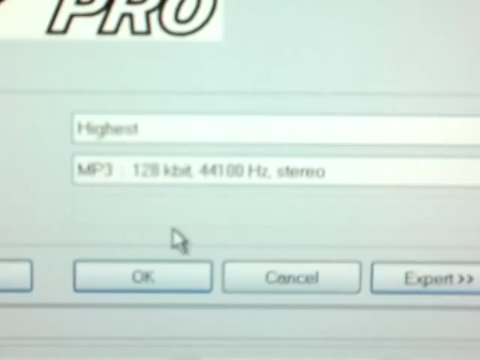 PRO
Highest
MP3 : 128 kbit, 44100 Hz, stereo
OK Cancel Expert >>